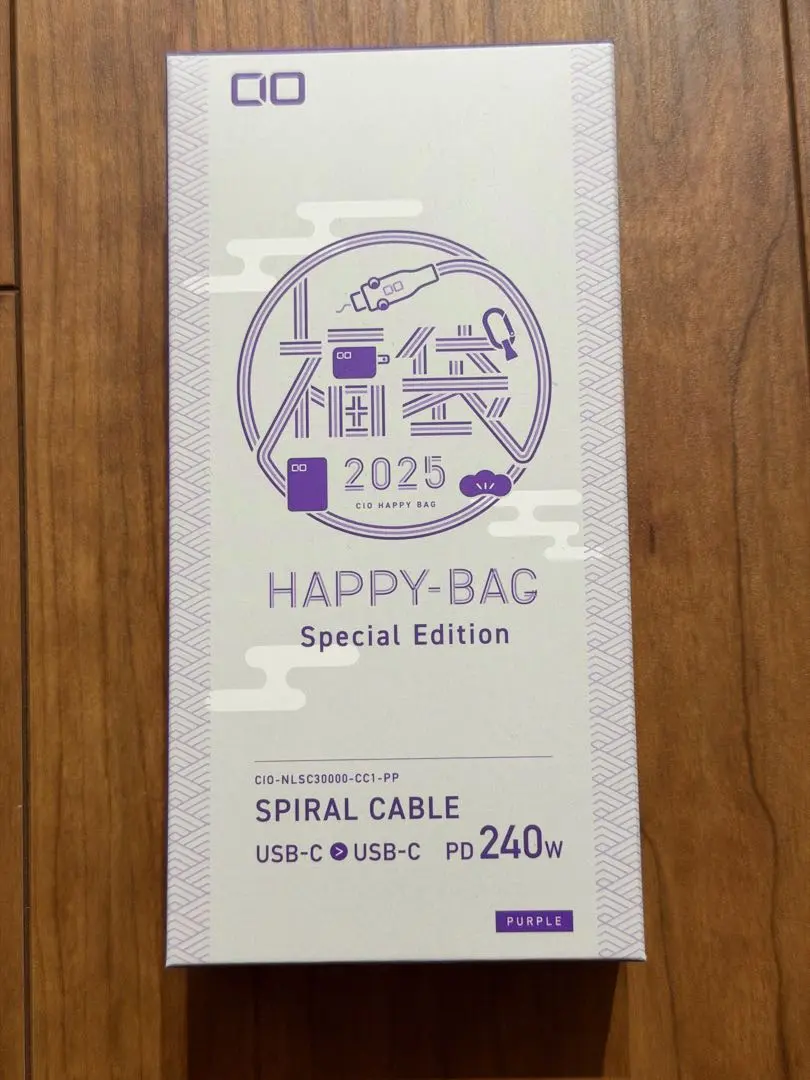 CIO
福袋
2025
CIO HAPPY BAG
HAPPY-BAG
Special Edition
CIO-NLSC30000-CC1-PP
SPIRAL CABLE
USB-C > USB-C PD 240W
PURPLE